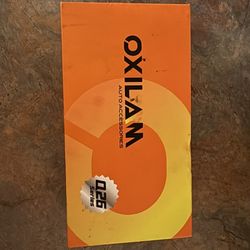 OXILAM
AUTO ACCESSORIES
Q26
Series